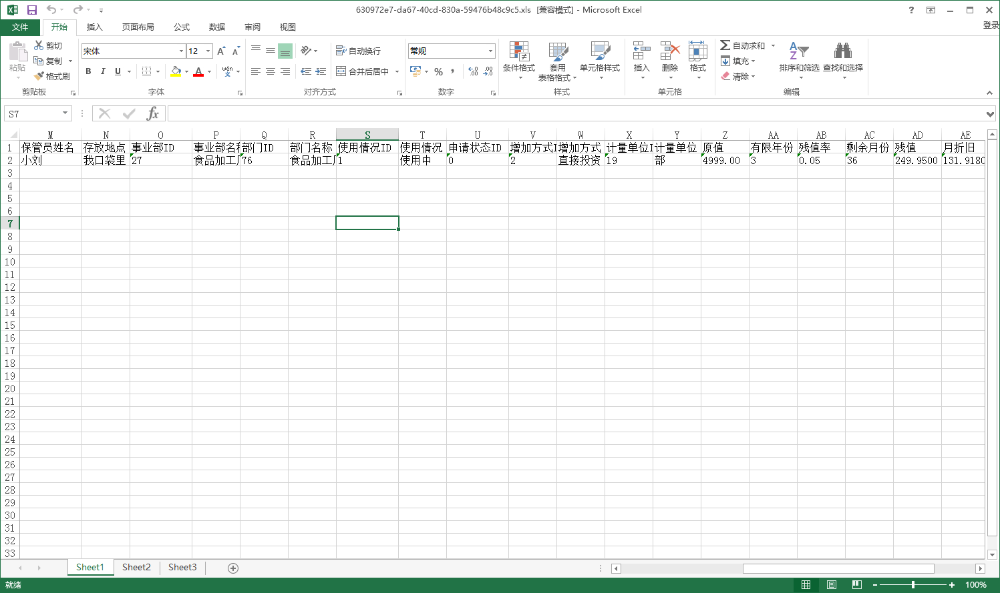 630972e7-da67-40cd-830a-59476b48c9c5.xls [兼容模式] - Microsoft Excel
文件 开始 插入 页面布局 公式 数据 审阅 视图 登录
粘贴 剪切 复制 格式刷 剪贴板
宋体 12 B I U A wén 字体
自动换行 合并后居中 对齐方式
常规 % 数字
条件格式 套用表格格式 单元格样式 样式
插入 删除 格式 单元格
自动求和 填充 清除 排序和筛选 查找和选择 编辑
S7 fx
M N O P Q R S T U V W X Y Z AA AB AC AD AE
1 保管员姓名 存放地点 事业部ID 事业部名 部门ID 部门名称 使用情况ID 使用情况 申请状态ID 增加方式 增加方式 计量单位I 计量单位 原值 有限年份 残值率 剩余月份 残值 月折旧
2 小刘 我口袋里 27 食品加工 76 食品加工 1 使用中 0 2 直接投资 19 部 4999.00 3 0.05 36 249.9500 131.9180
3
4
5
6
7
8
9
10
11
12
13
14
15
16
17
18
19
20
21
22
23
24
25
26
27
28
29
30
31
32
33
Sheet1 Sheet2 Sheet3
就绪 100%